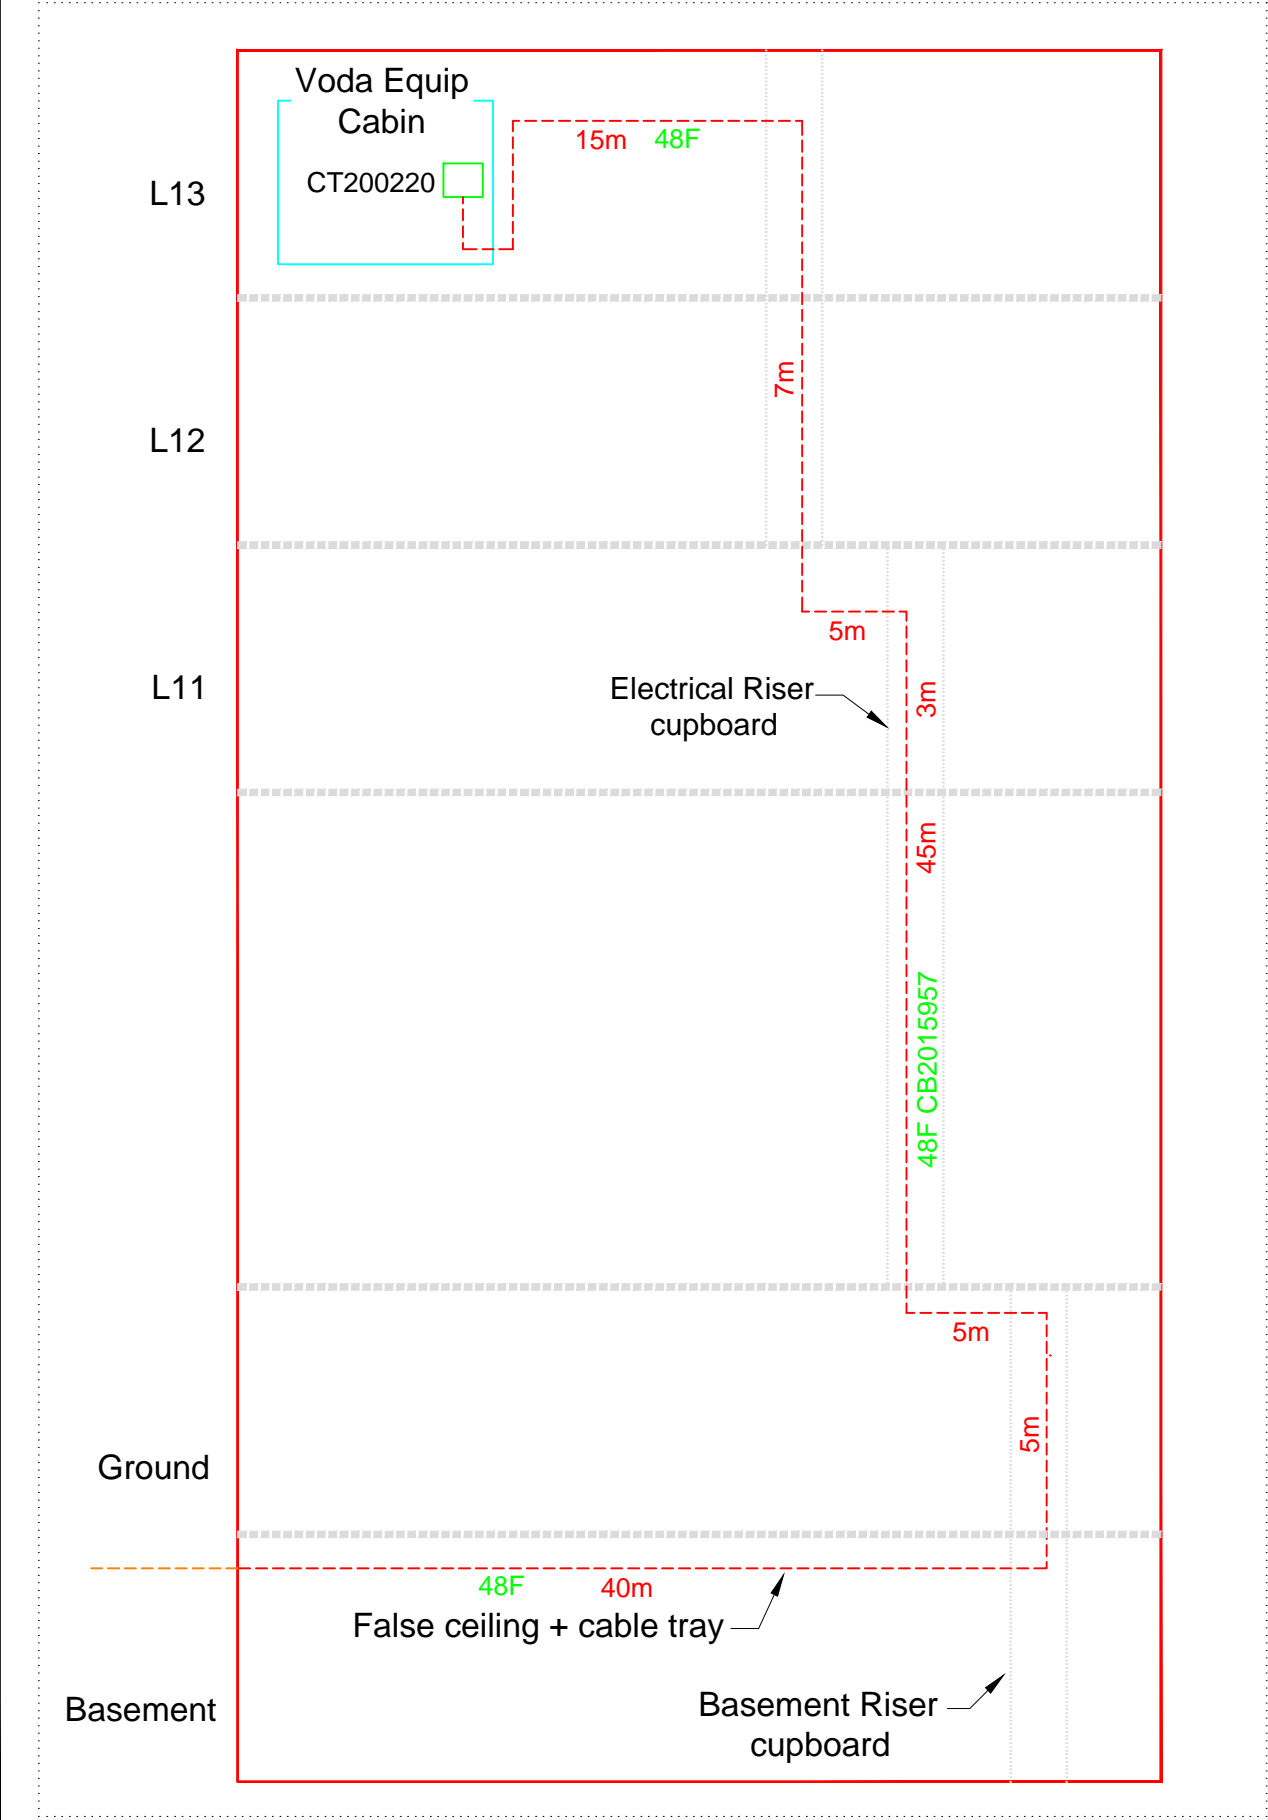 Voda Equip
Cabin
15m 48F
CT200220
L13
7m
L12
5m
L11
Electrical Riser
cupboard
3m
45m
48F CB2015957
5m
5m
Ground
48F 40m
False ceiling + cable tray
Basement
Basement Riser
cupboard